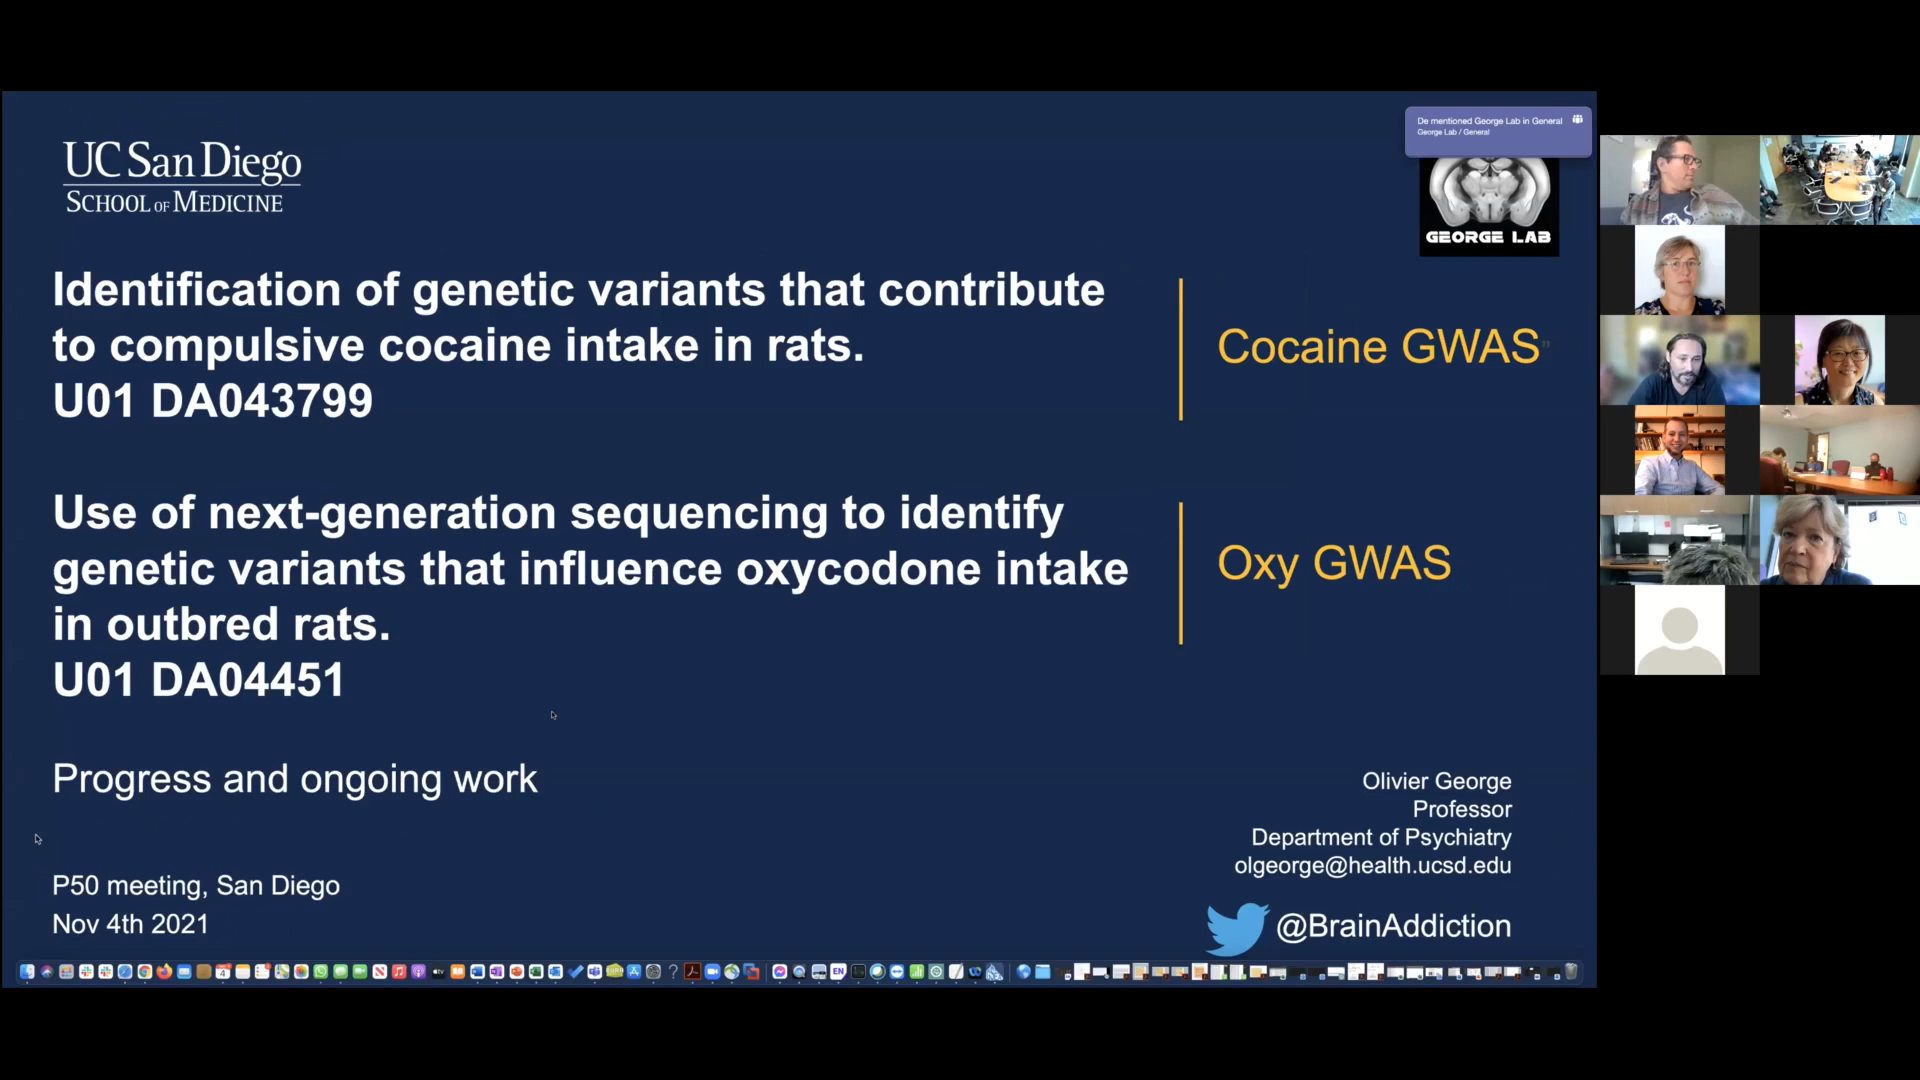 UC San Diego
SCHOOL OF MEDICINE
De mentioned George Lab in General
George Lab / General
GEORGE LAB
Identification of genetic variants that contribute
to compulsive cocaine intake in rats.
U01 DA043799
Cocaine GWAS
Use of next-generation sequencing to identify
genetic variants that influence oxycodone intake
in outbred rats.
U01 DA04451
Oxy GWAS
Progress and ongoing work
P50 meeting, San Diego
Nov 4th 2021
Olivier George
Professor
Department of Psychiatry
olgeorge@health.ucsd.edu
@BrainAddiction